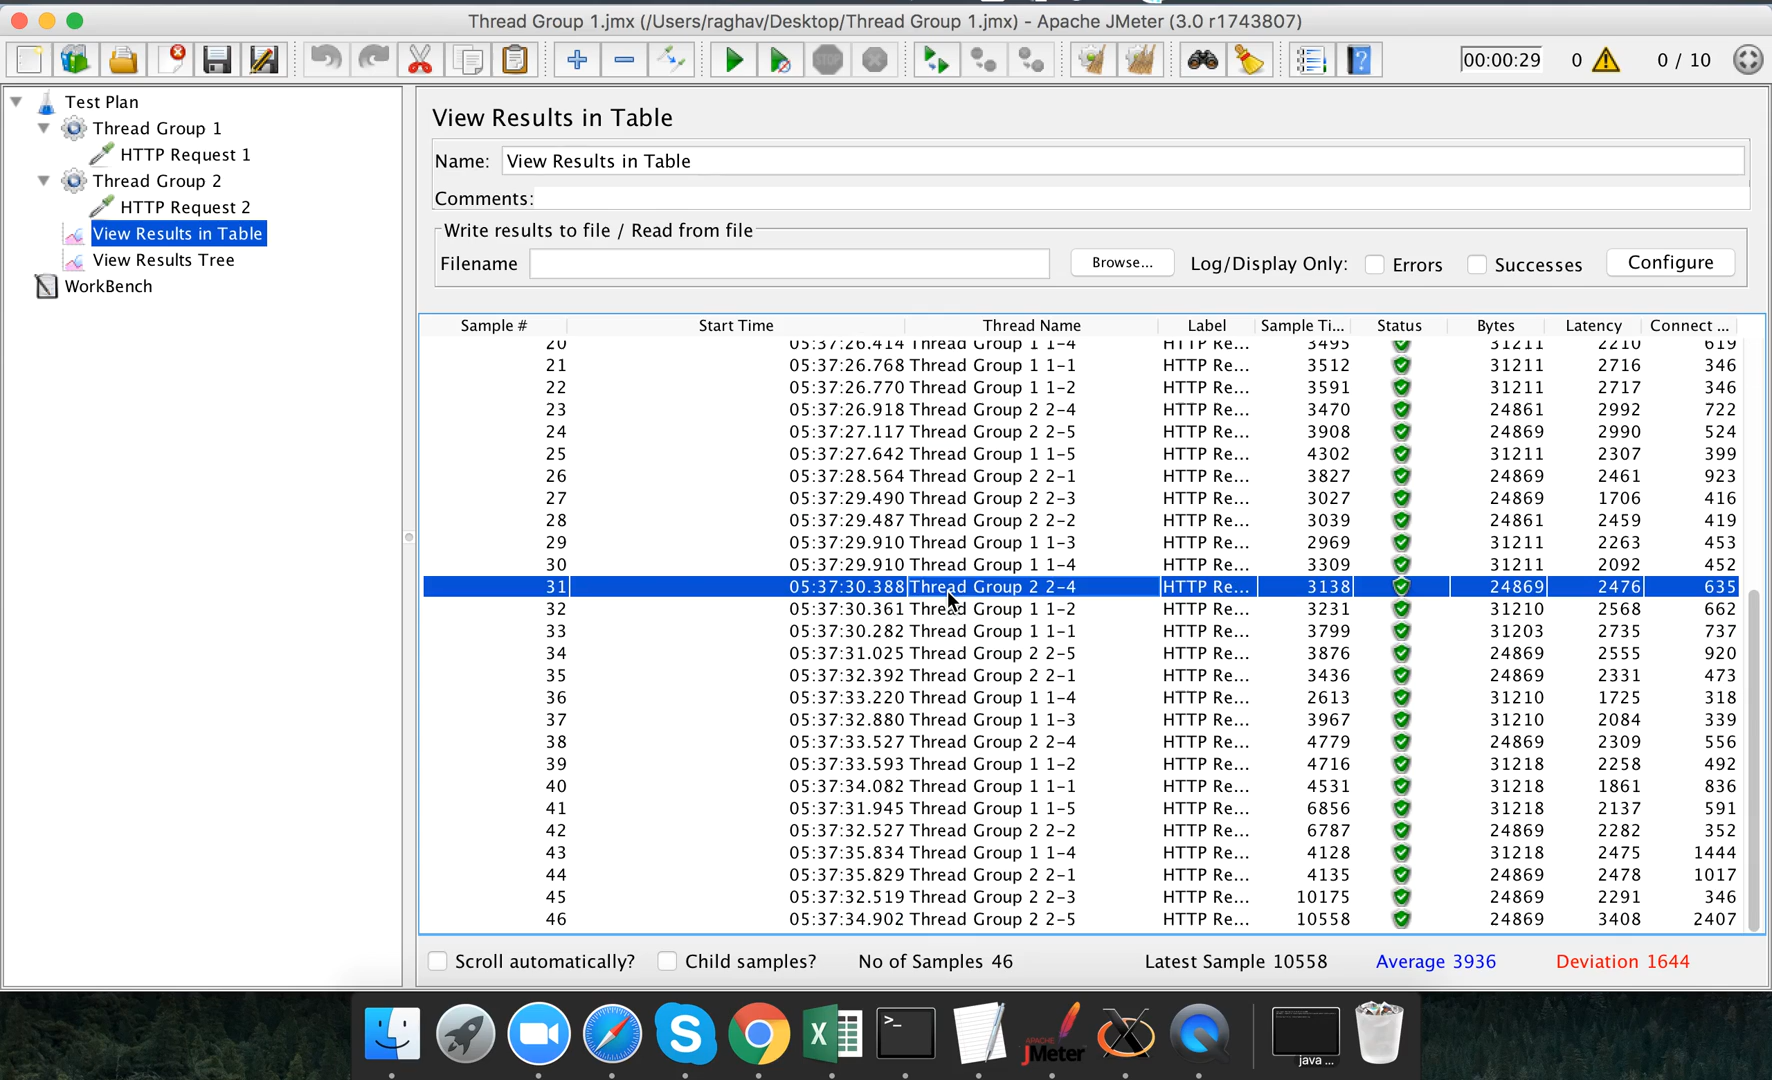 Thread Group 1.jmx (/Users/raghav/Desktop/Thread Group 1.jmx) - Apache JMeter (3.0 r1743807)
00:00:29 0 0 / 10
Test Plan
Thread Group 1
HTTP Request 1
Thread Group 2
HTTP Request 2
View Results in Table
View Results Tree
WorkBench
View Results in Table
Name: View Results in Table
Comments:
Write results to file / Read from file
Filename Browse... Log/Display Only: Errors Successes Configure
Sample # Start Time Thread Name Label Sample Ti... Status Bytes Latency Connect ...
20 05:37:26.414 Thread Group 1 1-4 HTTP Re... 3495 31211 2210 619
21 05:37:26.768 Thread Group 1 1-1 HTTP Re... 3512 31211 2716 346
22 05:37:26.770 Thread Group 1 1-2 HTTP Re... 3591 31211 2717 346
23 05:37:26.918 Thread Group 2 2-4 HTTP Re... 3470 24861 2992 722
24 05:37:27.117 Thread Group 2 2-5 HTTP Re... 3908 24869 2990 524
25 05:37:27.642 Thread Group 1 1-5 HTTP Re... 4302 31211 2307 399
26 05:37:28.564 Thread Group 2 2-1 HTTP Re... 3827 24869 2461 923
27 05:37:29.490 Thread Group 2 2-3 HTTP Re... 3027 24869 1706 416
28 05:37:29.487 Thread Group 2 2-2 HTTP Re... 3039 24861 2459 419
29 05:37:29.910 Thread Group 1 1-3 HTTP Re... 2969 31211 2263 453
30 05:37:29.910 Thread Group 1 1-4 HTTP Re... 3309 31211 2092 452
31 05:37:30.388 Thread Group 2 2-4 HTTP Re... 3138 24869 2476 635
32 05:37:30.361 Thread Group 1 1-2 HTTP Re... 3231 31210 2568 662
33 05:37:30.282 Thread Group 1 1-1 HTTP Re... 3799 31203 2735 737
34 05:37:31.025 Thread Group 2 2-5 HTTP Re... 3876 24869 2555 920
35 05:37:32.392 Thread Group 2 2-1 HTTP Re... 3436 24869 2331 473
36 05:37:33.220 Thread Group 1 1-4 HTTP Re... 2613 31210 1725 318
37 05:37:32.880 Thread Group 1 1-3 HTTP Re... 3967 31210 2084 339
38 05:37:33.527 Thread Group 2 2-4 HTTP Re... 4779 24869 2309 556
39 05:37:33.593 Thread Group 1 1-2 HTTP Re... 4716 31218 2258 492
40 05:37:34.082 Thread Group 1 1-1 HTTP Re... 4531 31218 1861 836
41 05:37:31.945 Thread Group 1 1-5 HTTP Re... 6856 31218 2137 591
42 05:37:32.527 Thread Group 2 2-2 HTTP Re... 6787 24869 2282 352
43 05:37:35.834 Thread Group 1 1-4 HTTP Re... 4128 31218 2475 1444
44 05:37:35.829 Thread Group 2 2-1 HTTP Re... 4135 24869 2478 1017
45 05:37:32.519 Thread Group 2 2-3 HTTP Re... 10175 24869 2291 346
46 05:37:34.902 Thread Group 2 2-5 HTTP Re... 10558 24869 3408 2407
Scroll automatically? Child samples? No of Samples 46 Latest Sample 10558 Average 3936 Deviation 1644
APACHE
JMeter
java ...